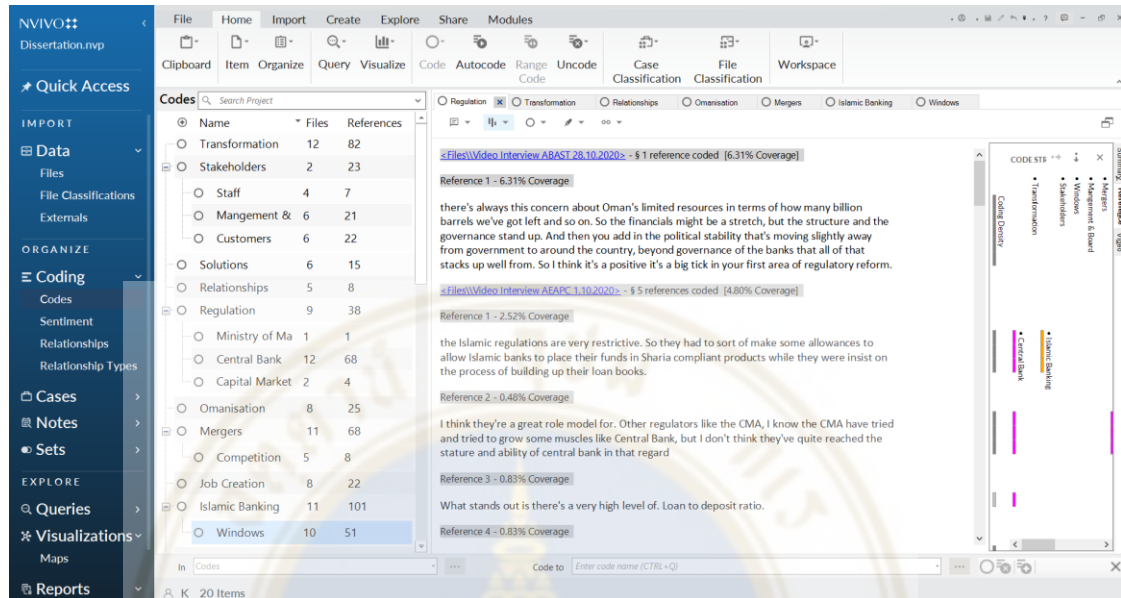 NVIVO
Dissertation.nvp
Quick Access
IMPORT
Data
Files
File Classifications
Externals
ORGANIZE
Coding
Codes
Sentiment
Relationships
Relationship Types
Cases
Notes
Sets
EXPLORE
Queries
Visualizations
Maps
Reports
File Home Import Create Explore Share Modules
Clipboard Item Organize Query Visualize Code Autocode Range Code Uncode Case Classification File Classification Workspace
Codes Search Project
Name Files References
Transformation 12 82
Stakeholders 2 23
Staff 4 7
Mangement & 6 21
Customers 6 22
Solutions 6 15
Relationships 5 8
Regulation 9 38
Ministry of Ma 1 1
Central Bank 12 68
Capital Market 2 4
Omanisation 8 25
Mergers 11 68
Competition 5 8
Job Creation 8 22
Islamic Banking 11 101
Windows 10 51
Regulation Transformation Relationships Omanisation Mergers Islamic Banking Windows
<Files\\Video Interview ABAST 28.10.2020> - § 1 reference coded [6.31% Coverage]
Reference 1 - 6.31% Coverage
there's always this concern about Oman's limited resources in terms of how many billion
barrels we've got left and so on. So the financials might be a stretch, but the structure and the
governance stand up. And then you add in the political stability that's moving slightly away
from government to around the country, beyond governance of the banks that all of that
stacks up well from. So I think it's a positive it's a big tick in your first area of regulatory reform.
<Files\\Video Interview AEAPC 1.10.2020> - § 5 references coded [4.80% Coverage]
Reference 1 - 2.52% Coverage
the Islamic regulations are very restrictive. So they had to sort of make some allowances to
allow Islamic banks to place their funds in Sharia compliant products while they were insist on
the process of building up their loan books.
Reference 2 - 0.48% Coverage
I think they're a great role model for. Other regulators like the CMA, I know the CMA have tried
and tried to grow some muscles like Central Bank, but I don't think they've quite reached the
stature and ability of central bank in that regard
Reference 3 - 0.83% Coverage
What stands out is there's a very high level of. Loan to deposit ratio.
Reference 4 - 0.83% Coverage
CODE STR
Coding Density
Transformation
Stakeholders
Windows
Mangement & Board
Mergers
Central Bank
Islamic Banking
Summary
Video
In Codes Code to Enter code name (CTRL+Q)
K 20 Items